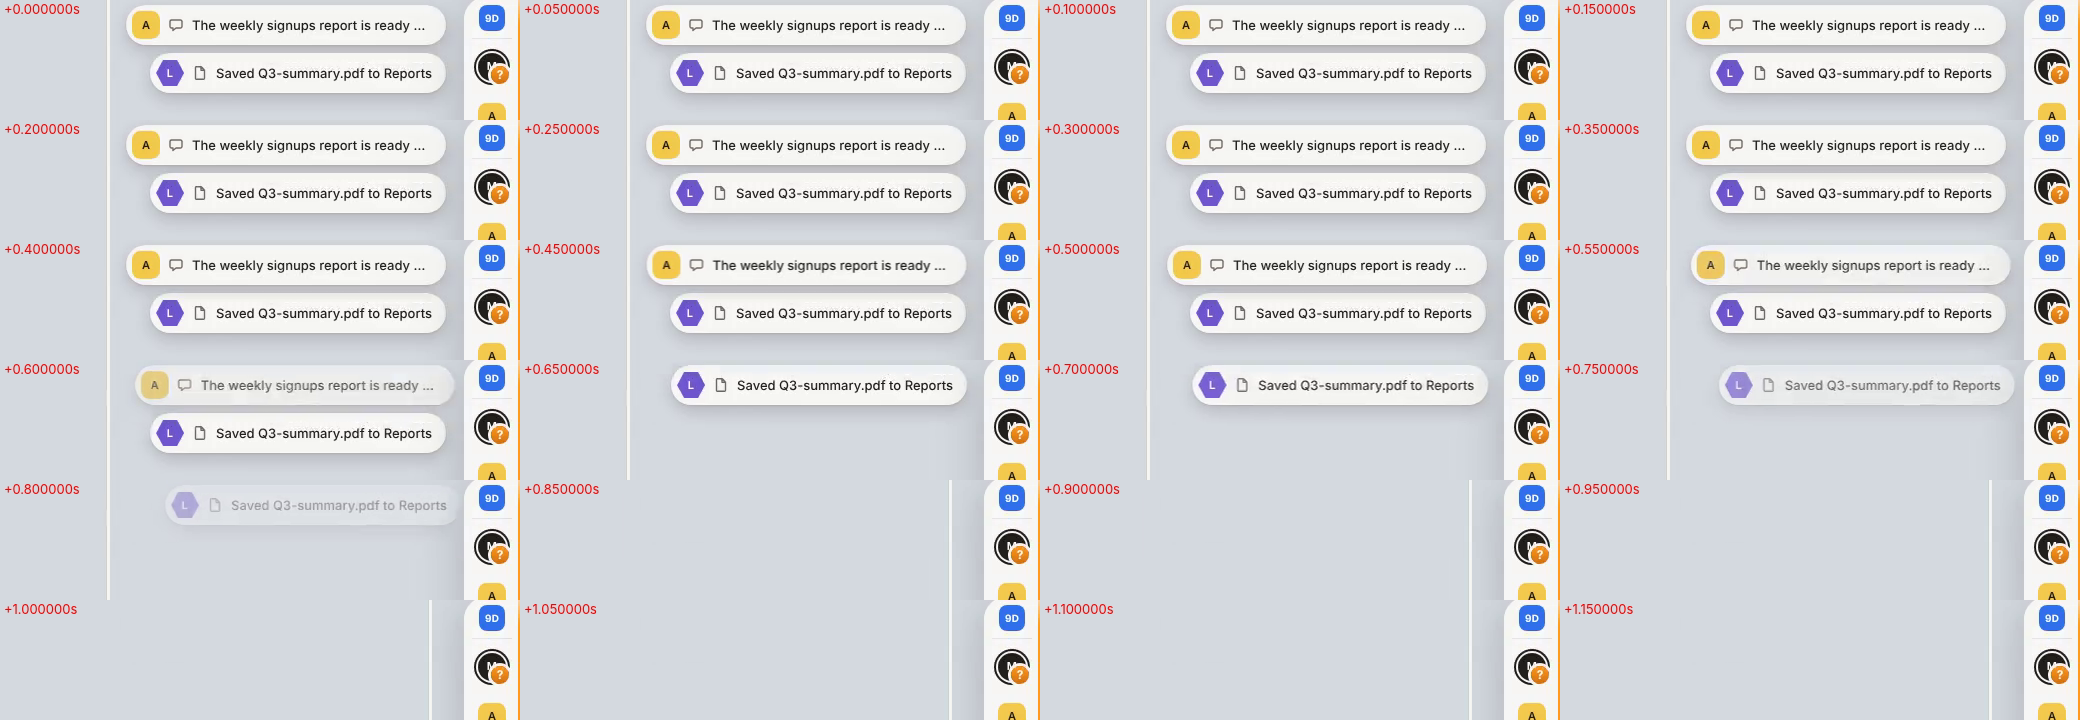 +0.000000s A The weekly signups report is ready ... 9D +0.050000s A The weekly signups report is ready ... 9D +0.100000s A The weekly signups report is ready ... 9D +0.150000s A The weekly signups report is ready ... 9D
L Saved Q3-summary.pdf to Reports M ? L Saved Q3-summary.pdf to Reports M ? L Saved Q3-summary.pdf to Reports M ? L Saved Q3-summary.pdf to Reports M ?
A A A A
+0.200000s A The weekly signups report is ready ... 9D +0.250000s A The weekly signups report is ready ... 9D +0.300000s A The weekly signups report is ready ... 9D +0.350000s A The weekly signups report is ready ... 9D
L Saved Q3-summary.pdf to Reports M ? L Saved Q3-summary.pdf to Reports M ? L Saved Q3-summary.pdf to Reports M ? L Saved Q3-summary.pdf to Reports M ?
A A A A
+0.400000s A The weekly signups report is ready ... 9D +0.450000s A The weekly signups report is ready ... 9D +0.500000s A The weekly signups report is ready ... 9D +0.550000s A The weekly signups report is ready ... 9D
L Saved Q3-summary.pdf to Reports M ? L Saved Q3-summary.pdf to Reports M ? L Saved Q3-summary.pdf to Reports M ? L Saved Q3-summary.pdf to Reports M ?
A A A A
+0.600000s A The weekly signups report is ready ... 9D +0.650000s L Saved Q3-summary.pdf to Reports 9D +0.700000s L Saved Q3-summary.pdf to Reports 9D +0.750000s L Saved Q3-summary.pdf to Reports 9D
L Saved Q3-summary.pdf to Reports M ? M ? M ? M ?
A A A A
+0.800000s L Saved Q3-summary.pdf to Reports 9D +0.850000s 9D +0.900000s 9D +0.950000s 9D
M ? M ? M ? M ?
A A A A
+1.000000s 9D +1.050000s 9D +1.100000s 9D +1.150000s 9D
M ? M ? M ? M ?
A A A A